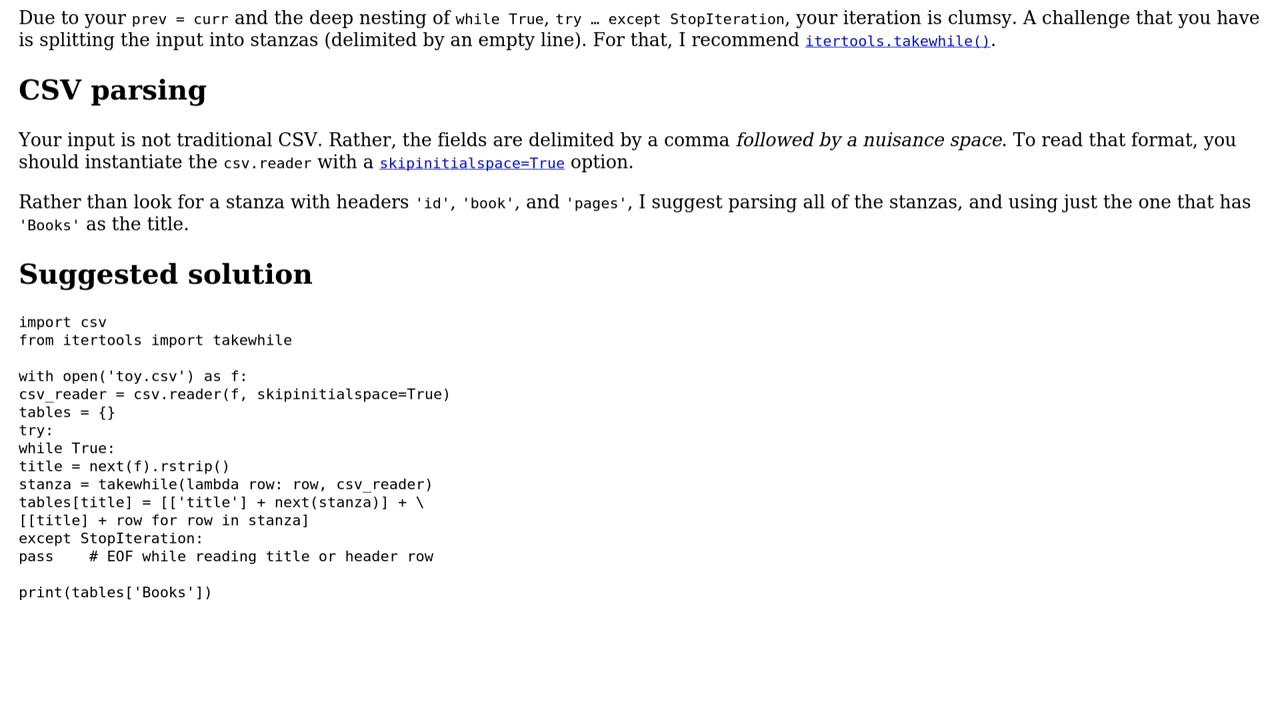 Due to your prev = curr and the deep nesting of while True, try … except StopIteration, your iteration is clumsy. A challenge that you have
is splitting the input into stanzas (delimited by an empty line). For that, I recommend itertools.takewhile().
CSV parsing
Your input is not traditional CSV. Rather, the fields are delimited by a comma followed by a nuisance space. To read that format, you
should instantiate the csv.reader with a skipinitialspace=True option.
Rather than look for a stanza with headers 'id', 'book', and 'pages', I suggest parsing all of the stanzas, and using just the one that has
'Books' as the title.
Suggested solution
import csv
from itertools import takewhile
with open('toy.csv') as f:
csv_reader = csv.reader(f, skipinitialspace=True)
tables = {}
try:
while True:
title = next(f).rstrip()
stanza = takewhile(lambda row: row, csv_reader)
tables[title] = [['title'] + next(stanza)] + \
[[title] + row for row in stanza]
except StopIteration:
pass    # EOF while reading title or header row
print(tables['Books'])